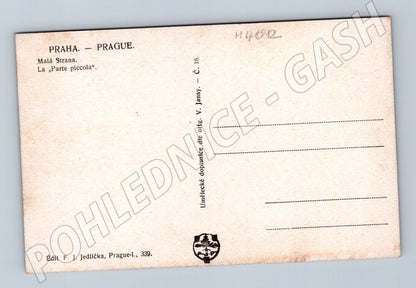 PRAHA. — PRAGUE.
Malá Strana.
La „Parte piccola“.
H4612
Umělecké dopisnice dle orig. V. Jansy. — Č. 18.
Edit. F. J. Jedlička, Prague-I., 339.
POHLEDNICE - GASH